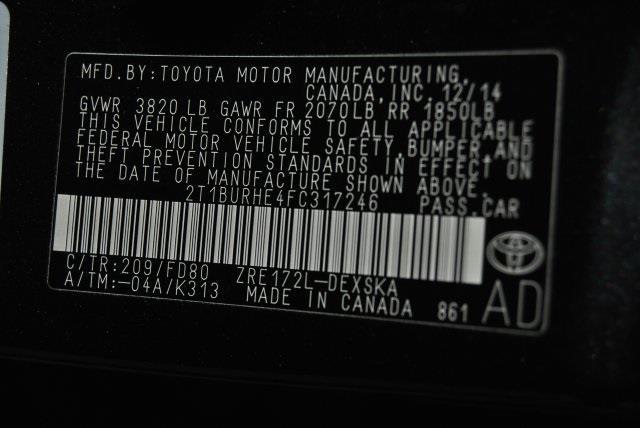 MFD. BY: TOYOTA MOTOR MANUFACTURING,
CANADA, INC. 12/14
GVWR 3820 LB GAWR FR 2070LB RR 1850LB
THIS VEHICLE CONFORMS TO ALL APPLICABLE
FEDERAL MOTOR VEHICLE SAFETY, BUMPER, AND
THEFT PREVENTION STANDARDS IN EFFECT ON
THE DATE OF MANUFACTURE SHOWN ABOVE.
2T1BURHE4FC317246 PASS.CAR
C/TR: 209/FD80 ZRE172L-DEXSKA
A/TM:-04A/K313 MADE IN CANADA 861 AD